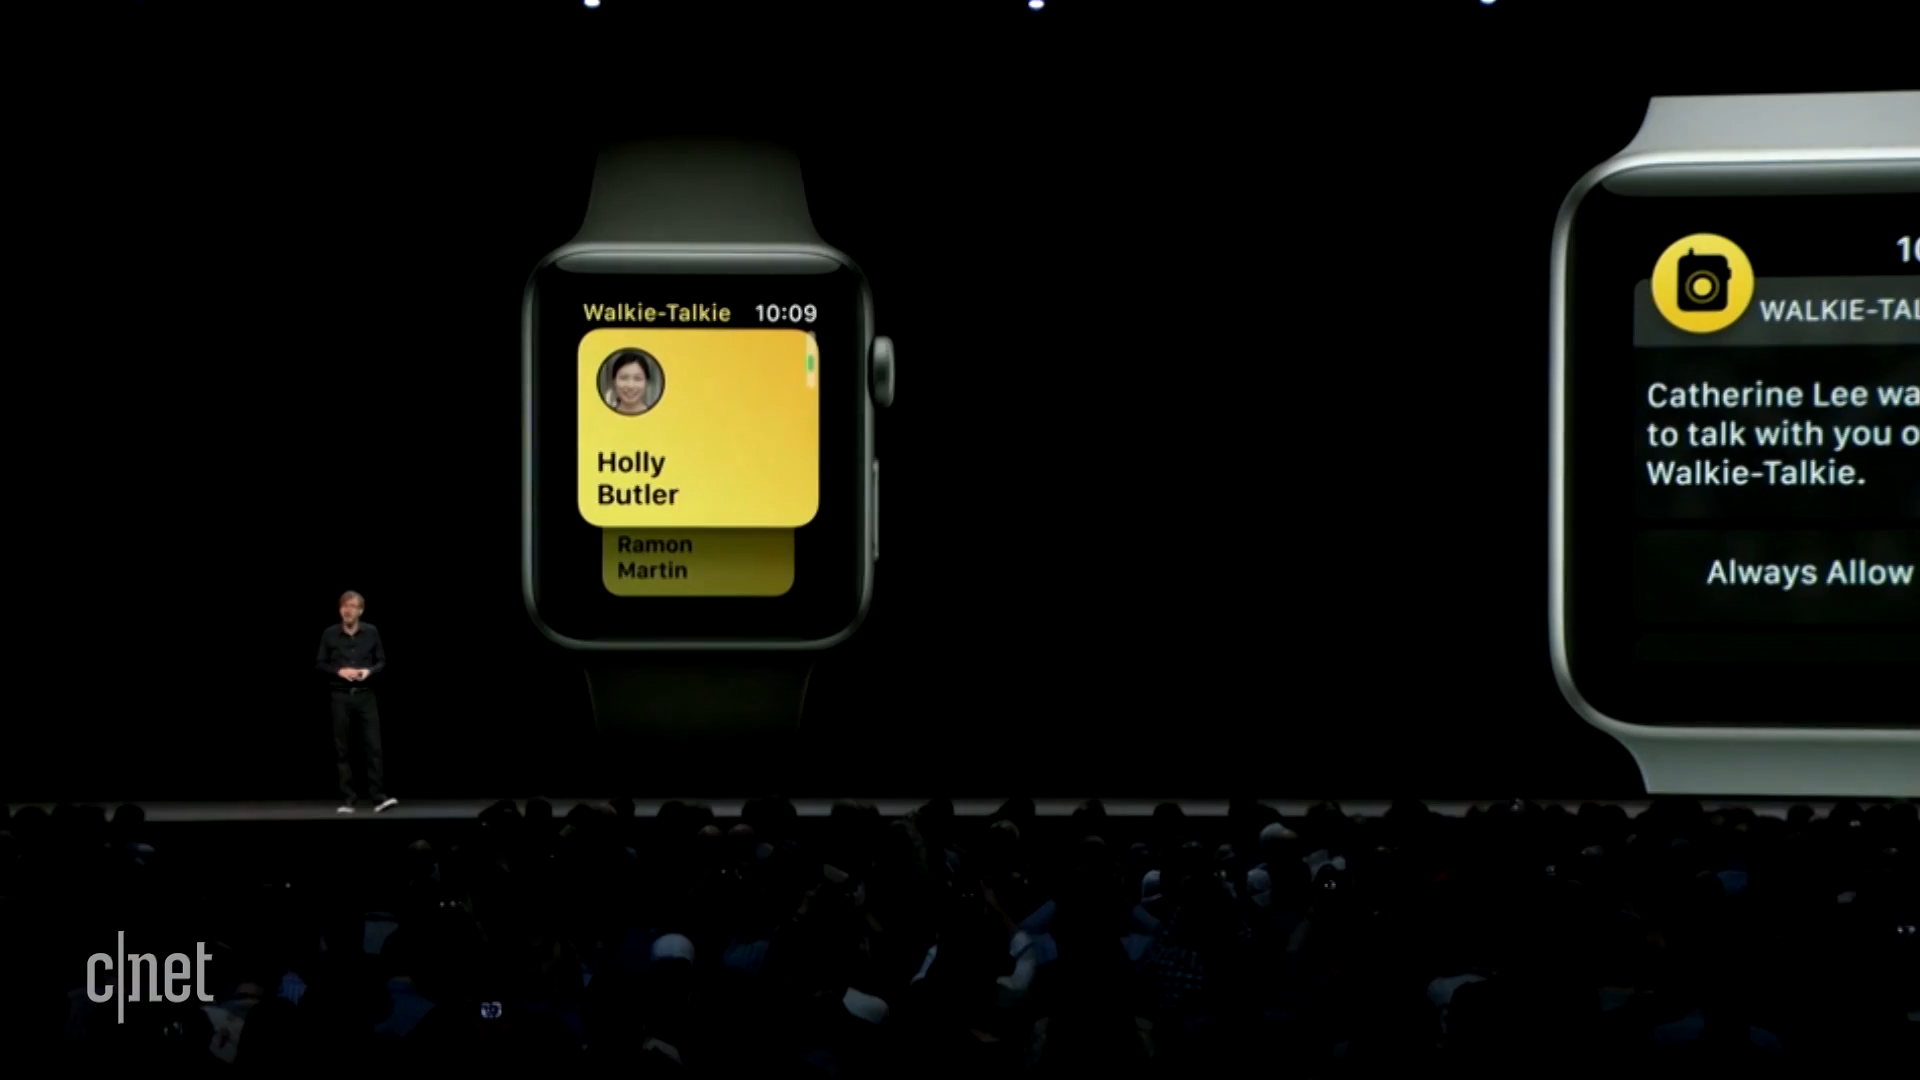 Walkie-Talkie 10:09
Holly
Butler
Ramon
Martin
WALKIE-TAL
Catherine Lee wa
to talk with you o
Walkie-Talkie.
Always Allow
c|net